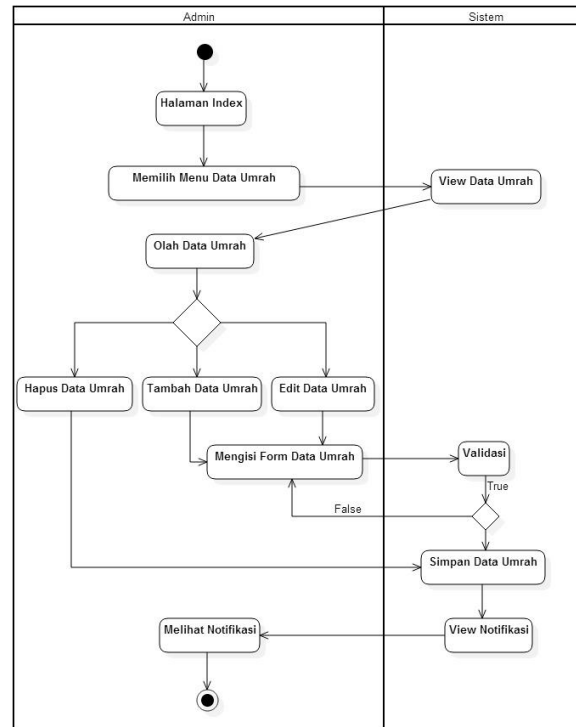 Admin
Sistem
Halaman Index
Memilih Menu Data Umrah
View Data Umrah
Olah Data Umrah
Hapus Data Umrah
Tambah Data Umrah
Edit Data Umrah
Mengisi Form Data Umrah
Validasi
True
False
Simpan Data Umrah
Melihat Notifikasi
View Notifikasi